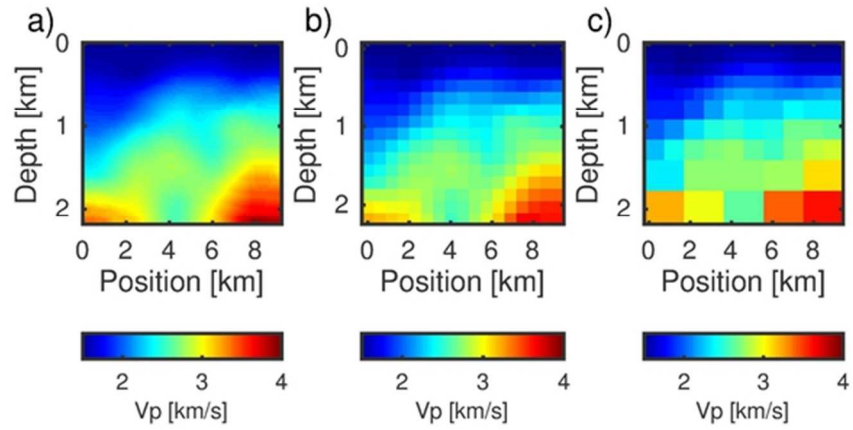 a)
0
1
2
Depth [km]
0 2 4 6 8
Position [km]
2 3 4
Vp [km/s]
b)
0
1
2
Depth [km]
0 2 4 6 8
Position [km]
2 3 4
Vp [km/s]
c)
0
1
2
Depth [km]
0 2 4 6 8
Position [km]
2 3 4
Vp [km/s]